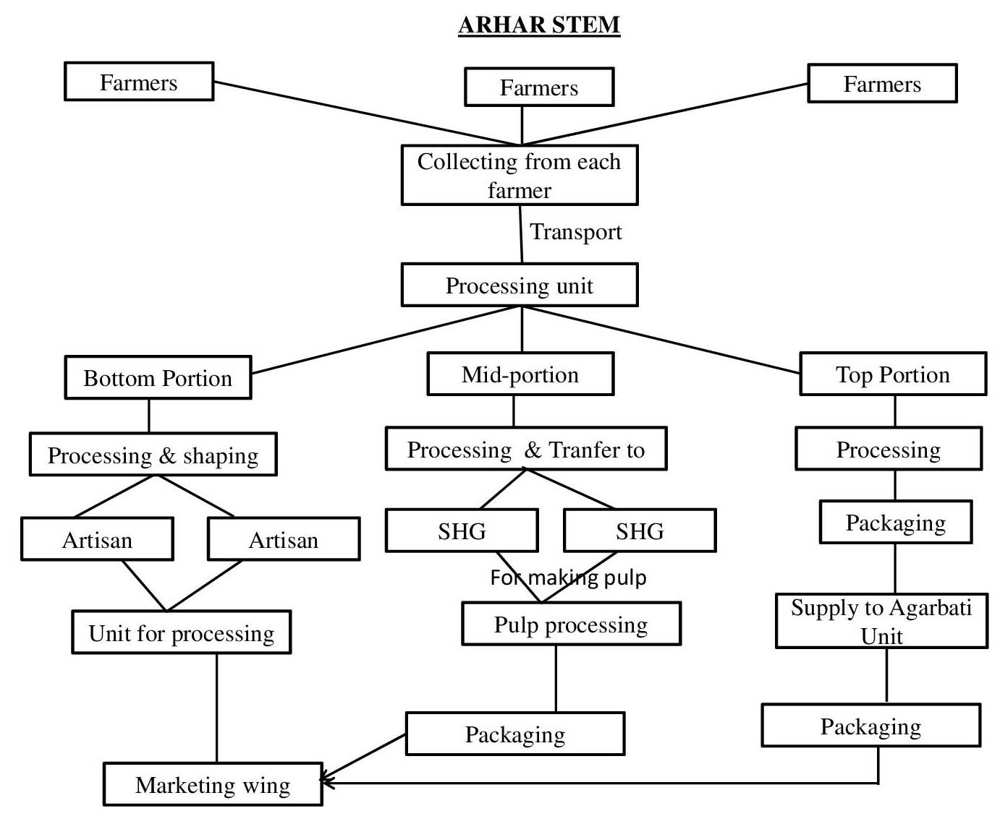 ARHAR STEM
Farmers
Farmers
Farmers
Collecting from each
farmer
Transport
Processing unit
Bottom Portion
Mid-portion
Top Portion
Processing & shaping
Processing & Tranfer to
Processing
Artisan
Artisan
SHG
SHG
Packaging
For making pulp
Unit for processing
Pulp processing
Supply to Agarbati
Unit
Packaging
Packaging
Marketing wing